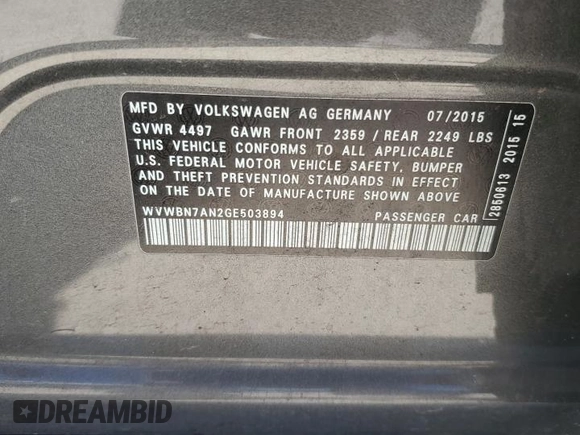 MFD BY VOLKSWAGEN AG GERMANY 07/2015
GVWR 4497 GAWR FRONT 2359 / REAR 2249 LBS
THIS VEHICLE CONFORMS TO ALL APPLICABLE
U.S. FEDERAL MOTOR VEHICLE SAFETY, BUMPER
AND THEFT PREVENTION STANDARDS IN EFFECT
ON THE DATE OF MANUFACTURE SHOWN ABOVE
WVWBN7AN2GE503894 PASSENGER CAR
2850613 2015 15
DREAMBID